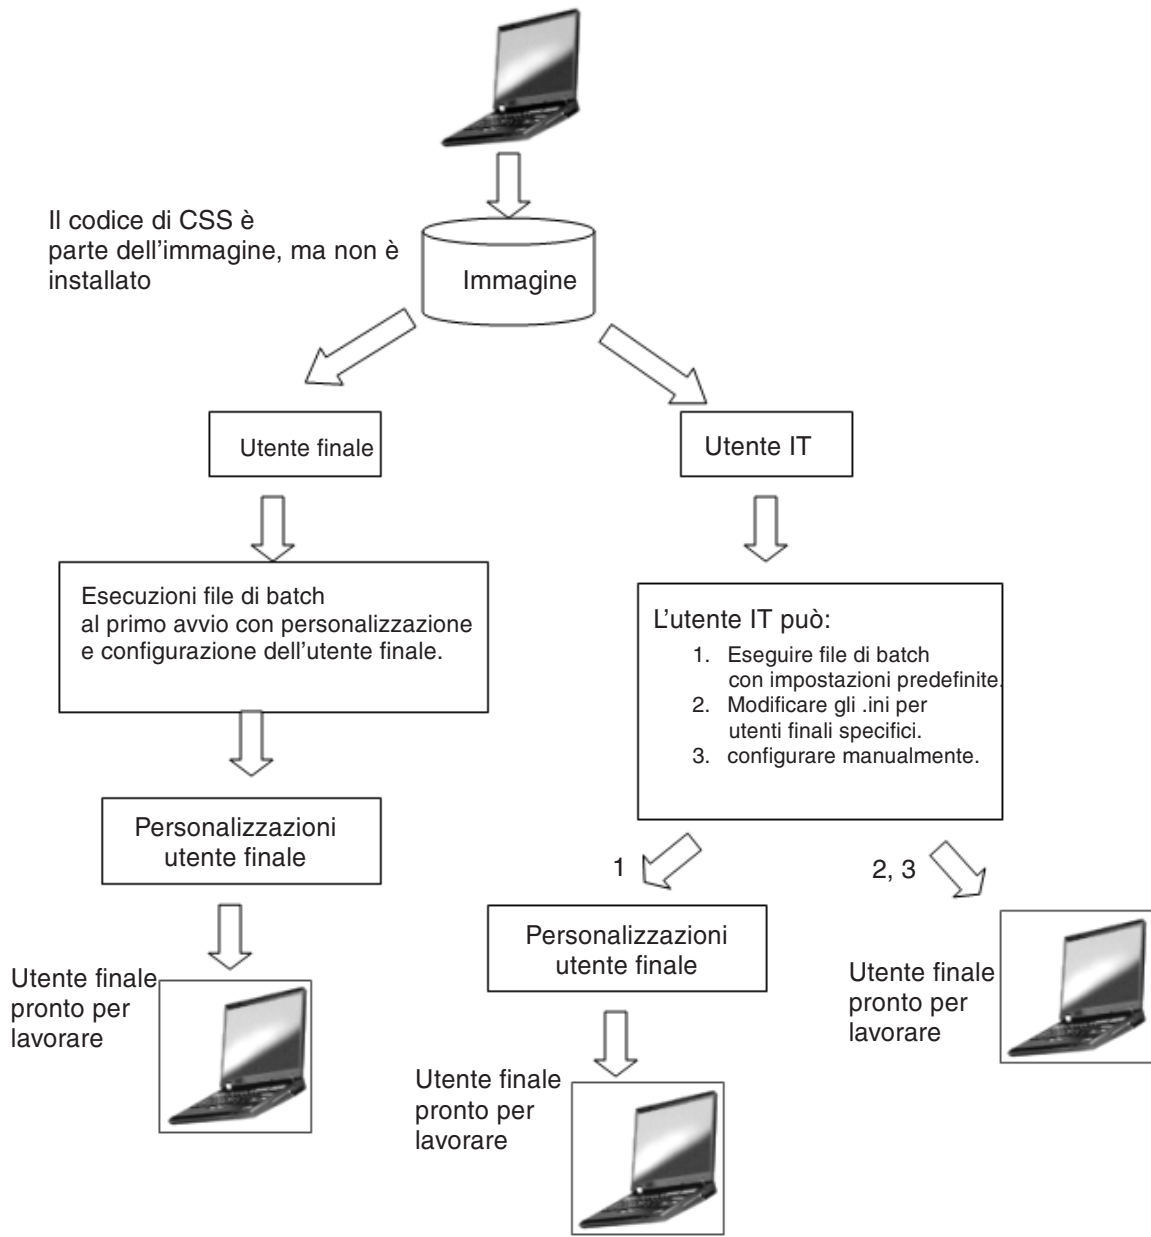 Il codice di CSS è
parte dell'immagine, ma non è
installato
Immagine
Utente finale
Utente IT
Esecuzioni file di batch
al primo avvio con personalizzazione
e configurazione dell'utente finale.
L'utente IT può:
1. Eseguire file di batch
con impostazioni predefinite.
2. Modificare gli .ini per
utenti finali specifici.
3. configurare manualmente.
Personalizzazioni
utente finale
1
2, 3
Personalizzazioni
utente finale
Utente finale
pronto per
lavorare
Utente finale
pronto per
lavorare
Utente finale
pronto per
lavorare